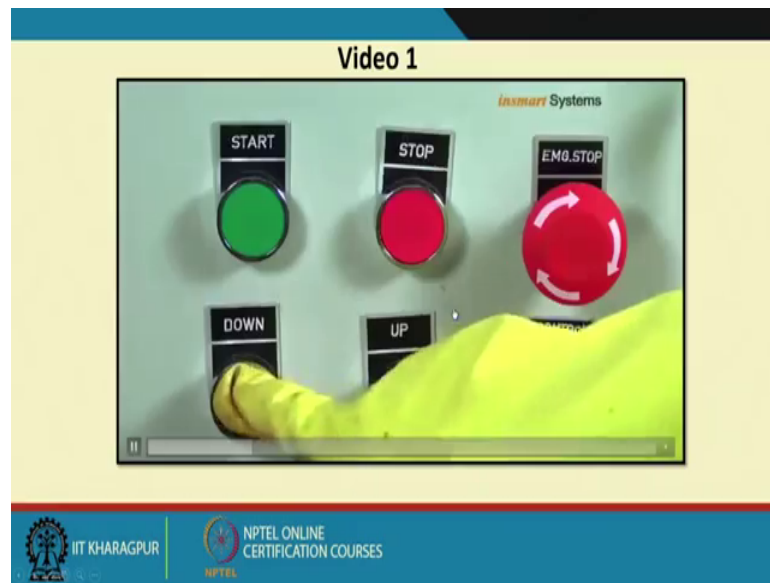 Video 1
insmart Systems
START
STOP
EMG.STOP
DOWN
UP
IIT KHARAGPUR
NPTEL
NPTEL ONLINE
CERTIFICATION COURSES